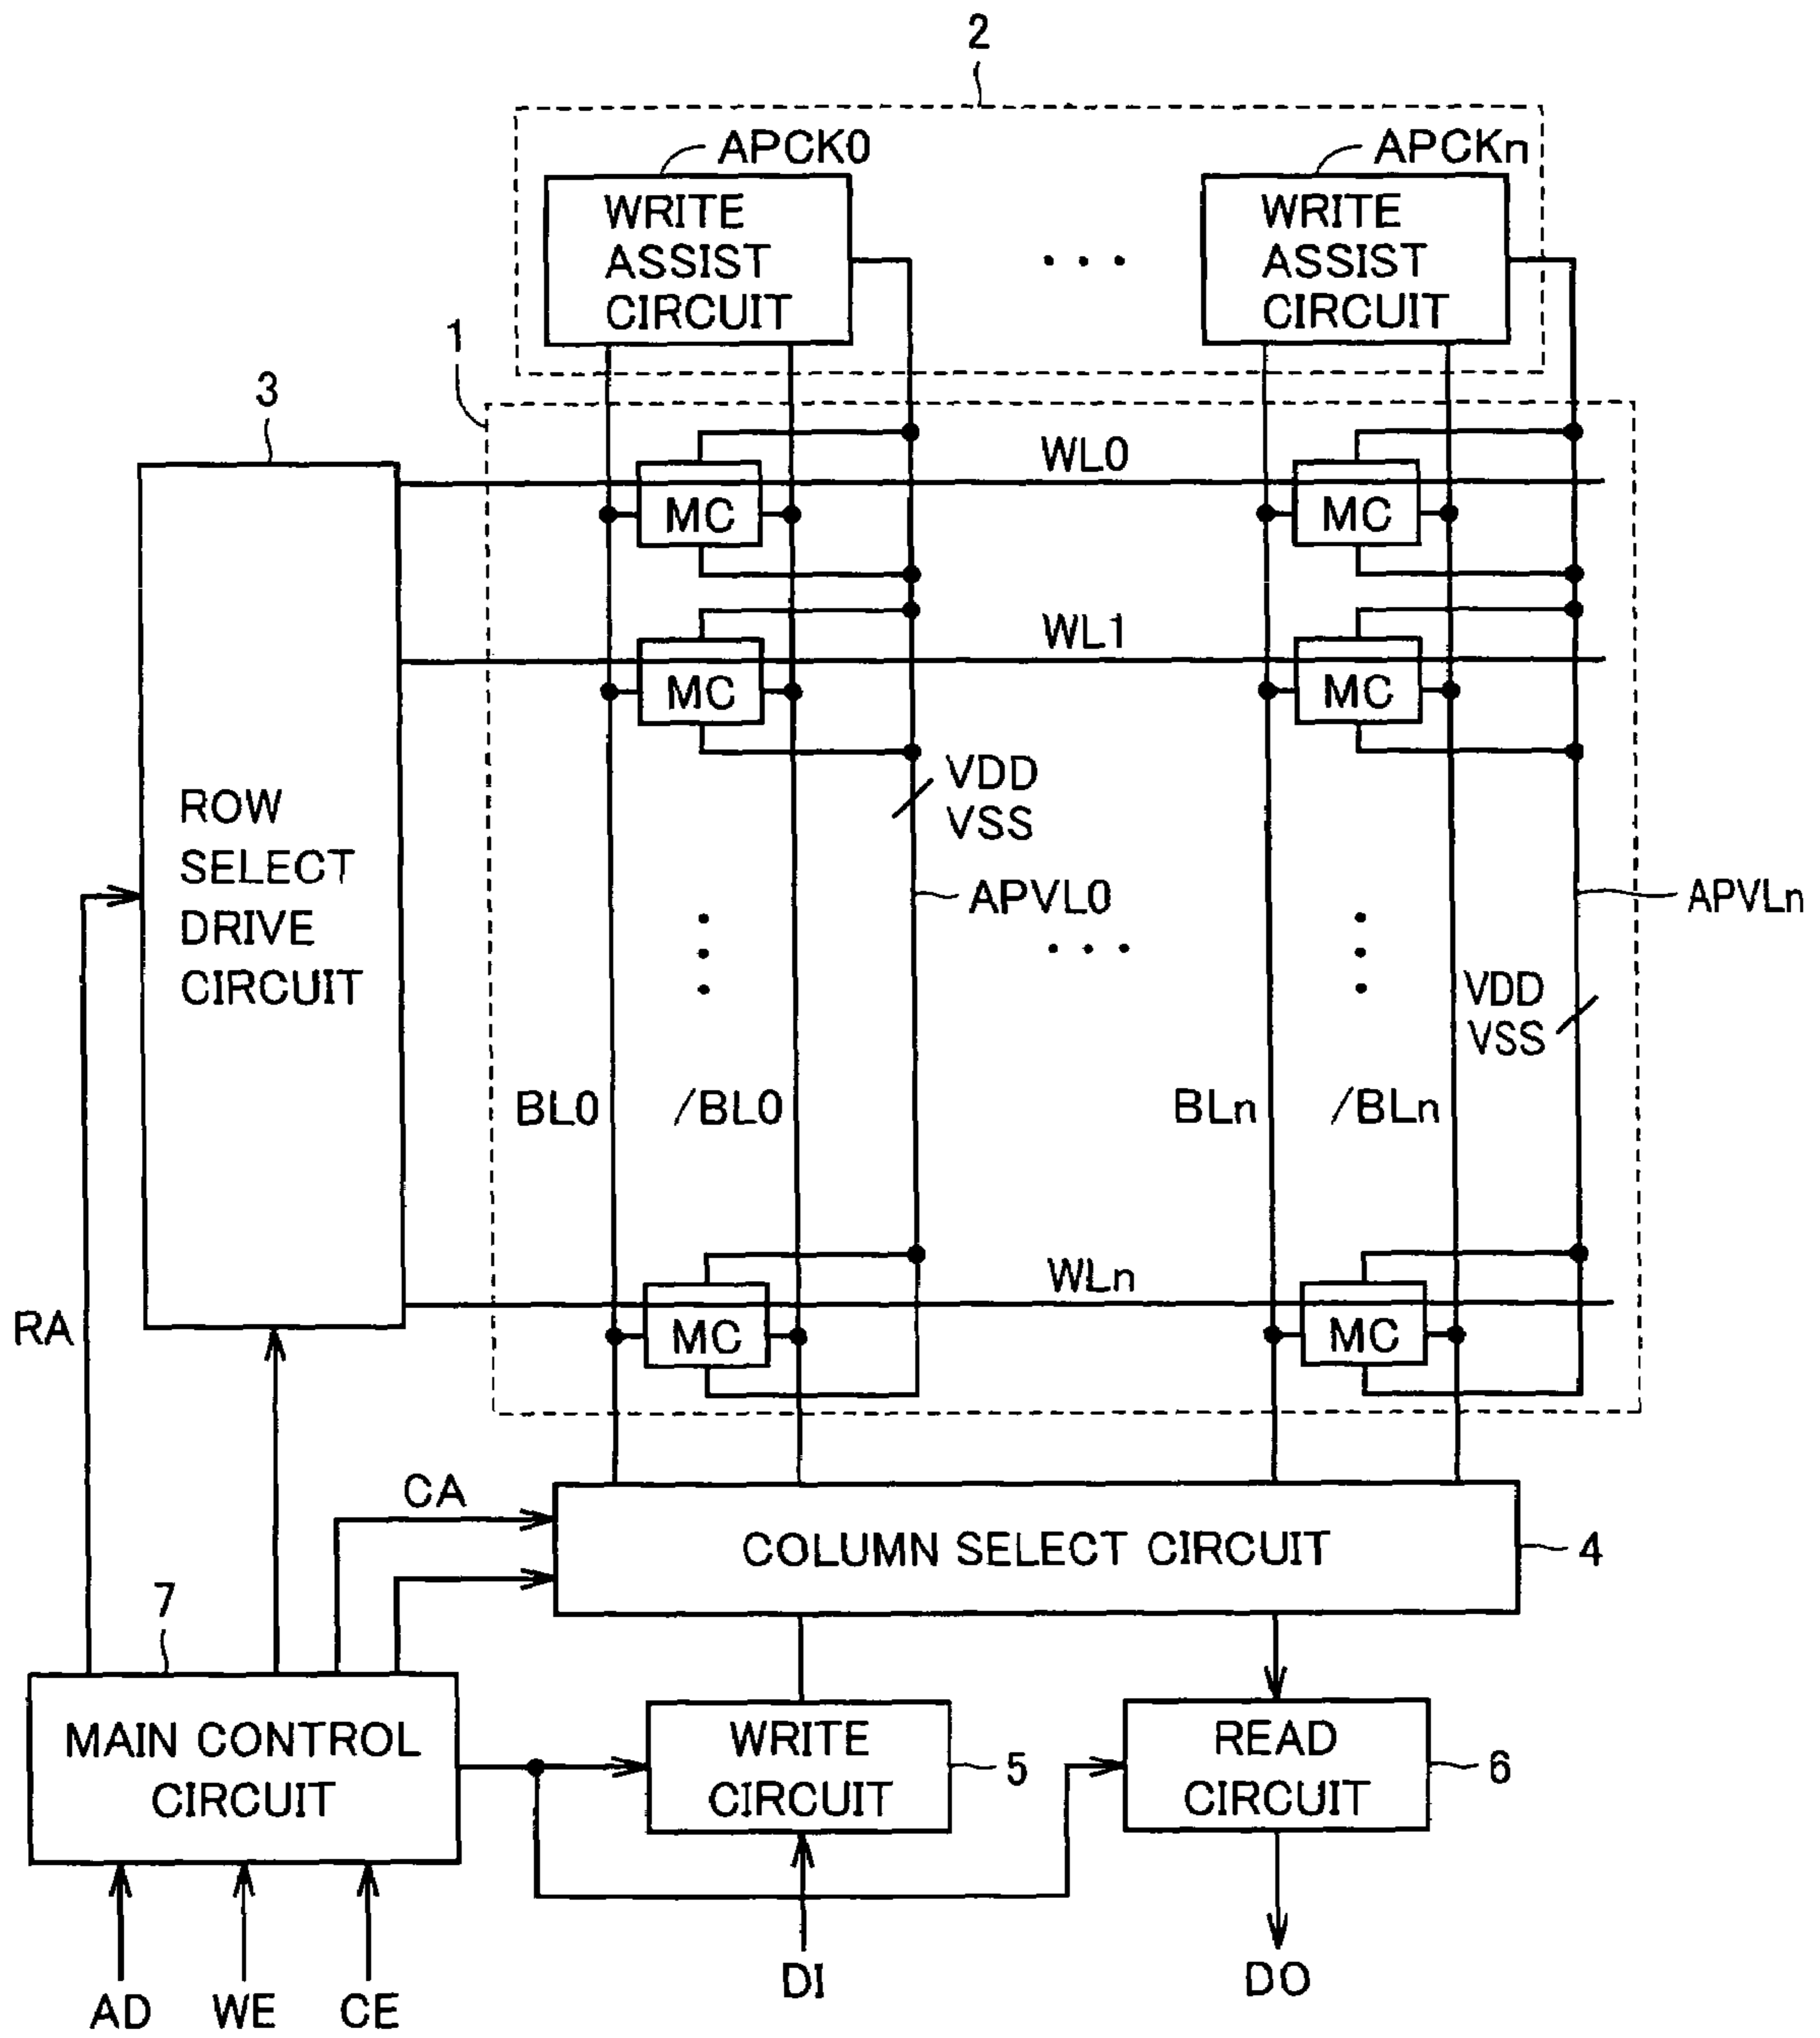 2
APCK0
APCKn
WRITE
ASSIST
CIRCUIT
• • •
WRITE
ASSIST
CIRCUIT
1
3
WL0
MC
MC
WL1
MC
MC
VDD
VSS
ROW
SELECT
DRIVE
CIRCUIT
APVL0
APVLn
VDD
VSS
BL0
/BL0
BLn
/BLn
WLn
MC
MC
RA
CA
COLUMN SELECT CIRCUIT
4
7
MAIN CONTROL
CIRCUIT
WRITE
CIRCUIT
5
READ
CIRCUIT
6
AD
WE
CE
DI
DO